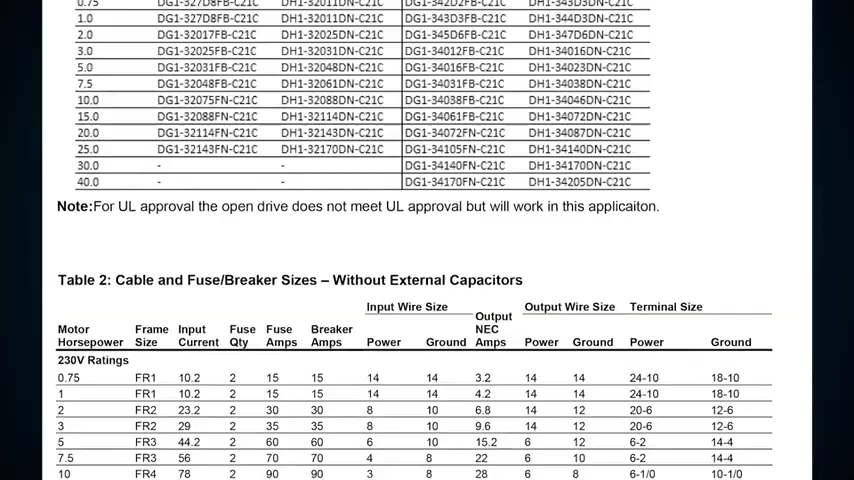 0.75 DG1-327D8FB-C21C DH1-32011DN-C21C DG1-342D2FB-C21C DH1-343D3DN-C21C
1.0 DG1-327D8FB-C21C DH1-32011DN-C21C DG1-343D3FB-C21C DH1-344D3DN-C21C
2.0 DG1-32017FB-C21C DH1-32025DN-C21C DG1-345D6FB-C21C DH1-347D6DN-C21C
3.0 DG1-32025FB-C21C DH1-32031DN-C21C DG1-34012FB-C21C DH1-34016DN-C21C
5.0 DG1-32031FB-C21C DH1-32048DN-C21C DG1-34016FB-C21C DH1-34023DN-C21C
7.5 DG1-32048FB-C21C DH1-32061DN-C21C DG1-34031FB-C21C DH1-34038DN-C21C
10.0 DG1-32075FN-C21C DH1-32088DN-C21C DG1-34038FB-C21C DH1-34046DN-C21C
15.0 DG1-32088FN-C21C DH1-32114DN-C21C DG1-34061FB-C21C DH1-34072DN-C21C
20.0 DG1-32114FN-C21C DH1-32143DN-C21C DG1-34072FN-C21C DH1-34087DN-C21C
25.0 DG1-32143FN-C21C DH1-32170DN-C21C DG1-34105FN-C21C DH1-34140DN-C21C
30.0 - - DG1-34140FN-C21C DH1-34170DN-C21C
40.0 - - DG1-34170FN-C21C DH1-34205DN-C21C
Note:For UL approval the open drive does not meet UL approval but will work in this applicaiton.
Table 2: Cable and Fuse/Breaker Sizes – Without External Capacitors
Input Wire Size Output Wire Size Terminal Size
Motor Horsepower Frame Size Input Current Fuse Qty Fuse Amps Breaker Amps Power Ground Output NEC Amps Power Ground Power Ground
230V Ratings
0.75 FR1 10.2 2 15 15 14 14 3.2 14 14 24-10 18-10
1 FR1 10.2 2 15 15 14 14 4.2 14 14 24-10 18-10
2 FR2 23.2 2 30 30 8 10 6.8 14 12 20-6 12-6
3 FR2 29 2 35 35 8 10 9.6 14 12 20-6 12-6
5 FR3 44.2 2 60 60 6 10 15.2 6 12 6-2 14-4
7.5 FR3 56 2 70 70 4 8 22 6 10 6-2 14-4
10 FR4 78 2 90 90 3 8 28 6 8 6-1/0 10-1/0